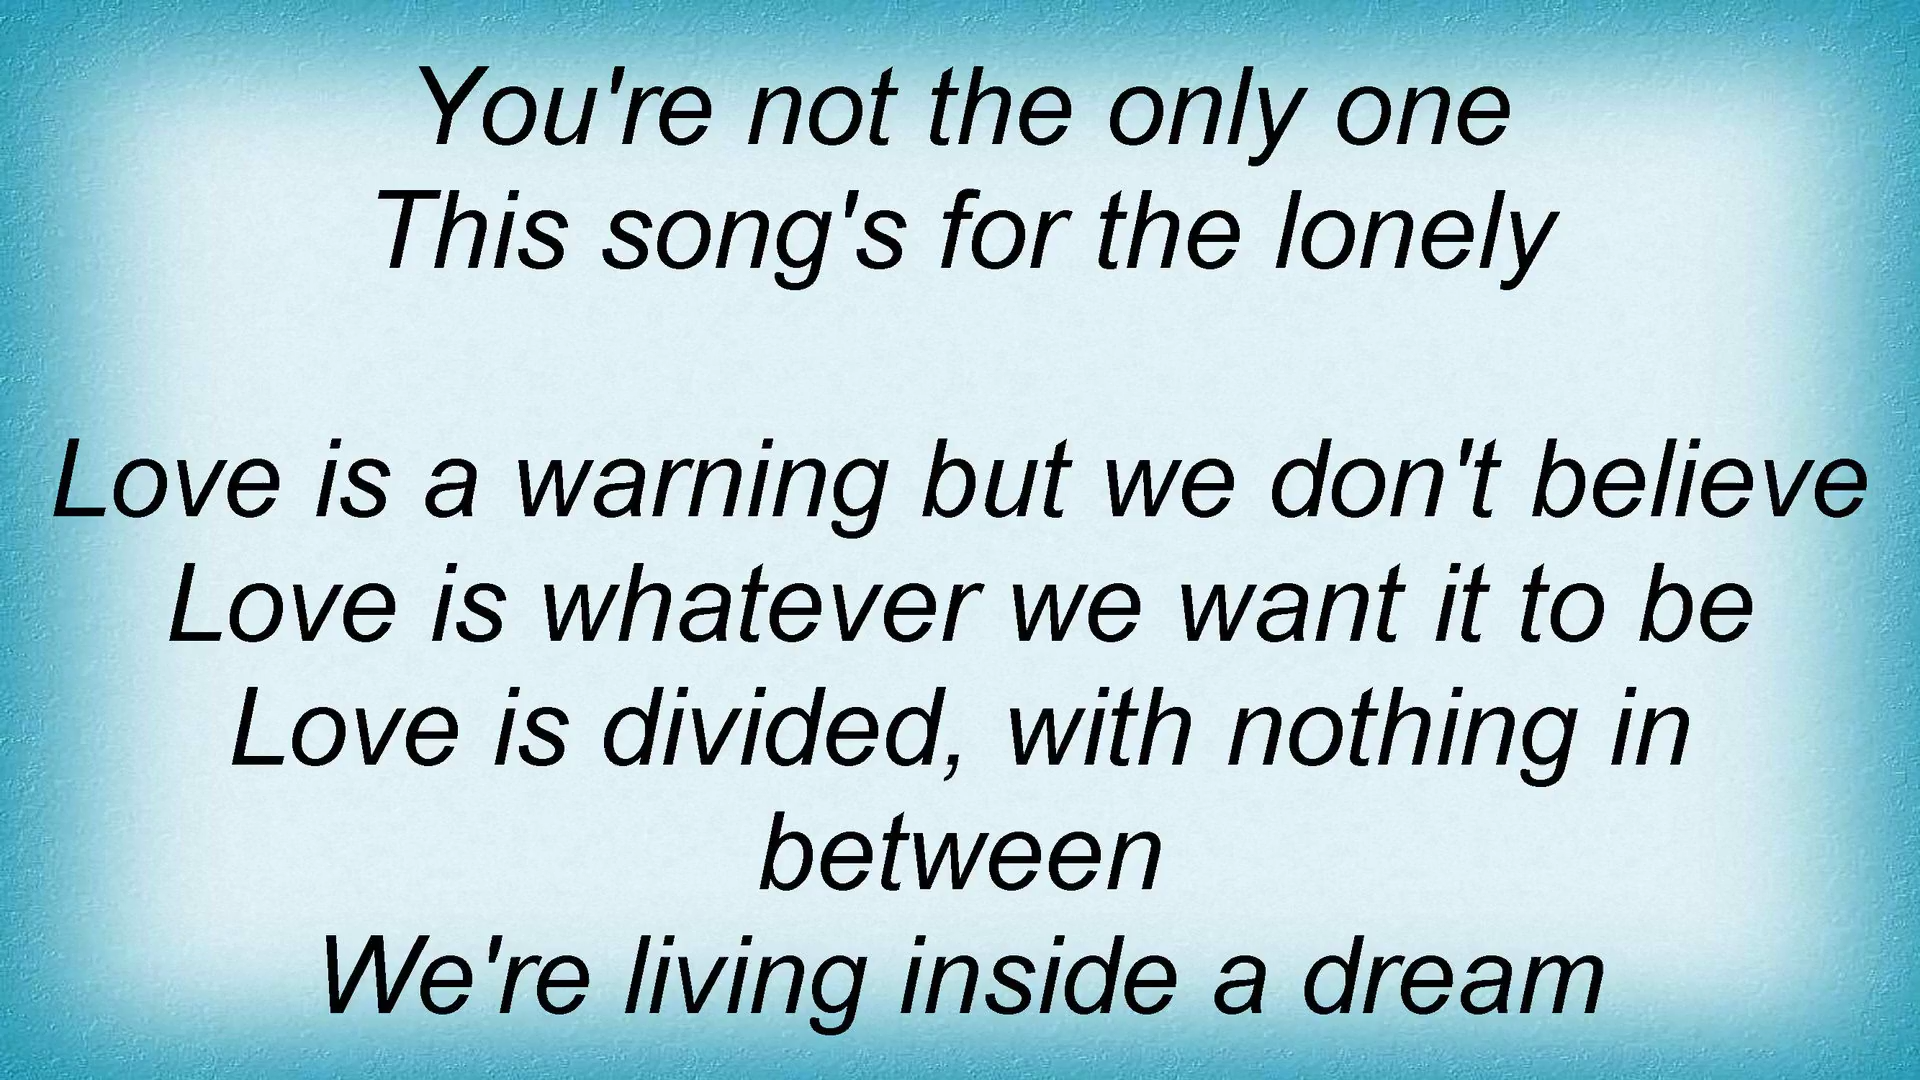 You're not the only one
This song's for the lonely
Love is a warning but we don't believe
Love is whatever we want it to be
Love is divided, with nothing in
between
We're living inside a dream